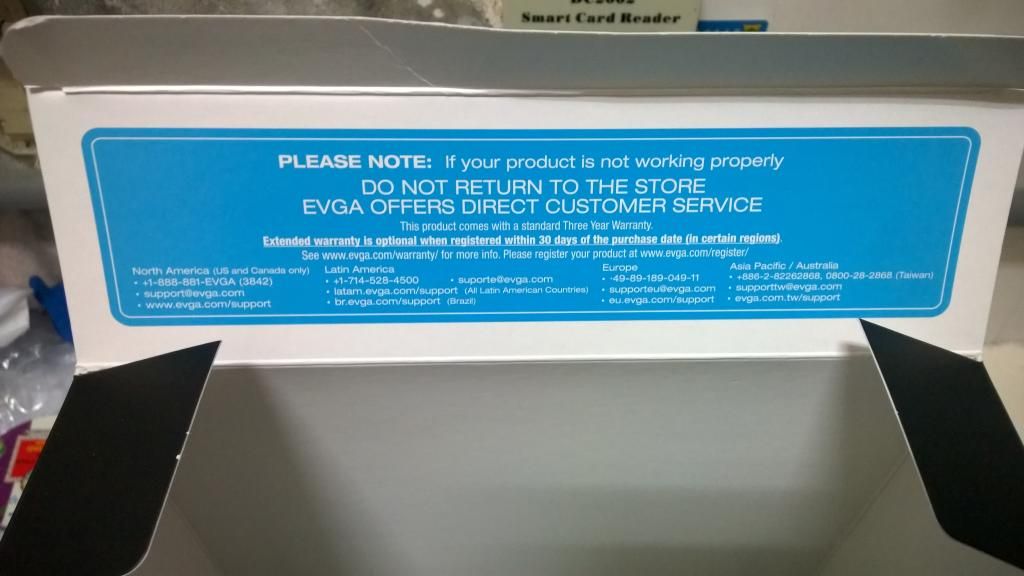 DC2002
Smart Card Reader
PLEASE NOTE: If your product is not working properly
DO NOT RETURN TO THE STORE
EVGA OFFERS DIRECT CUSTOMER SERVICE
This product comes with a standard Three Year Warranty.
Extended warranty is optional when registered within 30 days of the purchase date (in certain regions).
See www.evga.com/warranty/ for more info. Please register your product at www.evga.com/register/
North America (US and Canada only)
• +1-888-881-EVGA (3842)
• support@evga.com
• www.evga.com/support
Latin America
• +1-714-528-4500 • suporte@evga.com
• latam.evga.com/support (All Latin American Countries)
• br.evga.com/support (Brazil)
Europe
• +49-89-189-049-11
• supporteu@evga.com
• eu.evga.com/support
Asia Pacific / Australia
• +886-2-82262868, 0800-28-2868 (Taiwan)
• supporttw@evga.com
• evga.com.tw/support